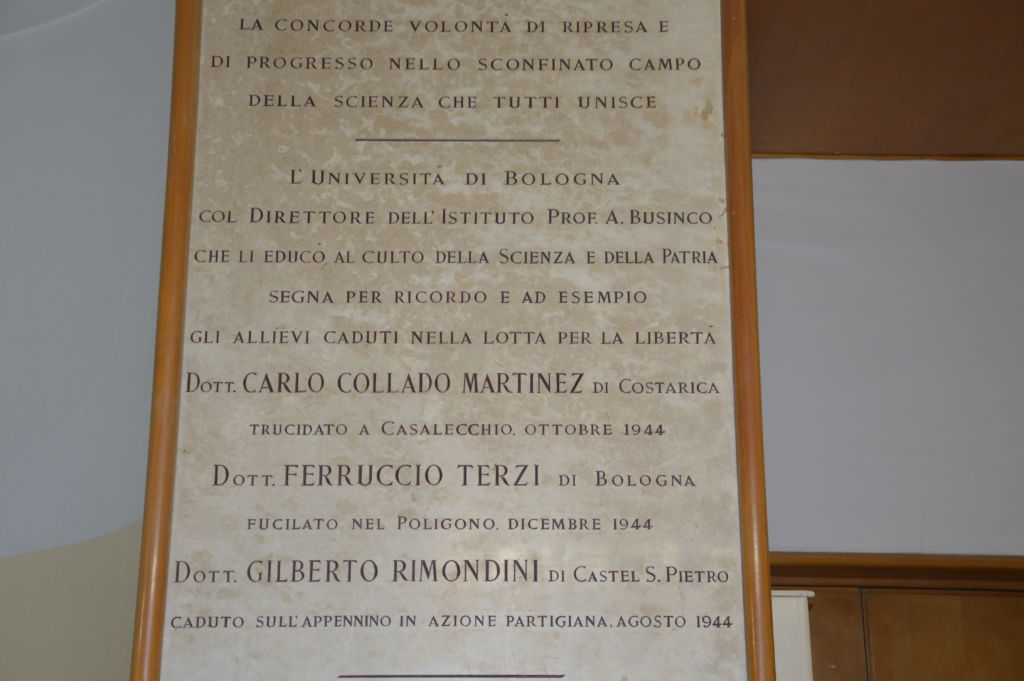 LA CONCORDE VOLONTÀ DI RIPRESA E
DI PROGRESSO NELLO SCONFINATO CAMPO
DELLA SCIENZA CHE TUTTI UNISCE
L'UNIVERSITÀ DI BOLOGNA
COL DIRETTORE DELL'ISTITUTO PROF. A. BUSINCO
CHE LI EDUCÒ AL CULTO DELLA SCIENZA E DELLA PATRIA
SEGNA PER RICORDO E AD ESEMPIO
GLI ALLIEVI CADUTI NELLA LOTTA PER LA LIBERTÀ
DOTT. CARLO COLLADO MARTINEZ DI COSTARICA
TRUCIDATO A CASALECCHIO, OTTOBRE 1944
DOTT. FERRUCCIO TERZI DI BOLOGNA
FUCILATO NEL POLIGONO, DICEMBRE 1944
DOTT. GILBERTO RIMONDINI DI CASTEL S. PIETRO
CADUTO SULL'APPENNINO IN AZIONE PARTIGIANA, AGOSTO 1944